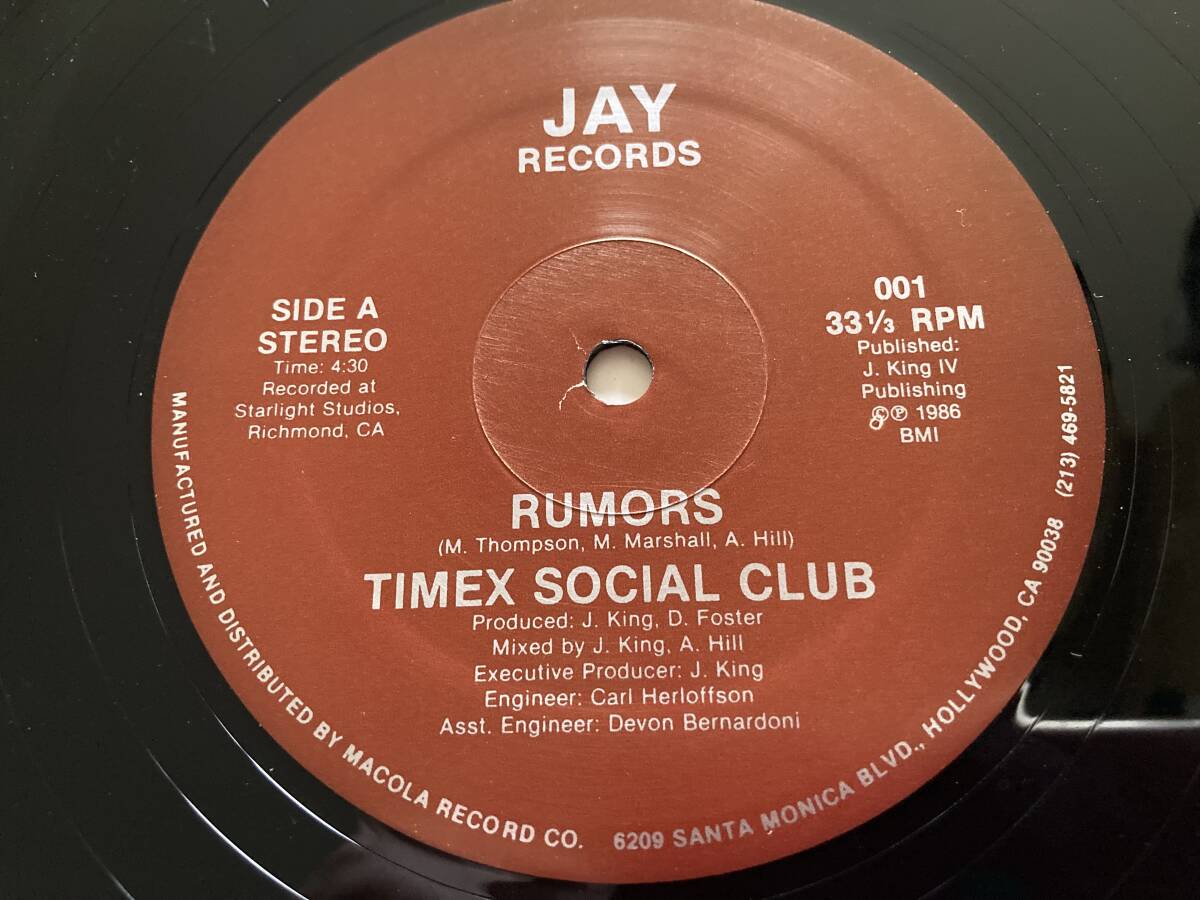 JAY
RECORDS
SIDE A
STEREO
Time: 4:30
Recorded at
Starlight Studios,
Richmond, CA
001
33 1/3 RPM
Published:
J. King IV
Publishing
©℗ 1986
BMI
RUMORS
(M. Thompson, M. Marshall, A. Hill)
TIMEX SOCIAL CLUB
Produced: J. King, D. Foster
Mixed by J. King, A. Hill
Executive Producer: J. King
Engineer: Carl Herloffson
Asst. Engineer: Devon Bernardoni
MANUFACTURED AND DISTRIBUTED BY MACOLA RECORD CO. 6209 SANTA MONICA BLVD., HOLLYWOOD, CA 90038 (213) 469-5821